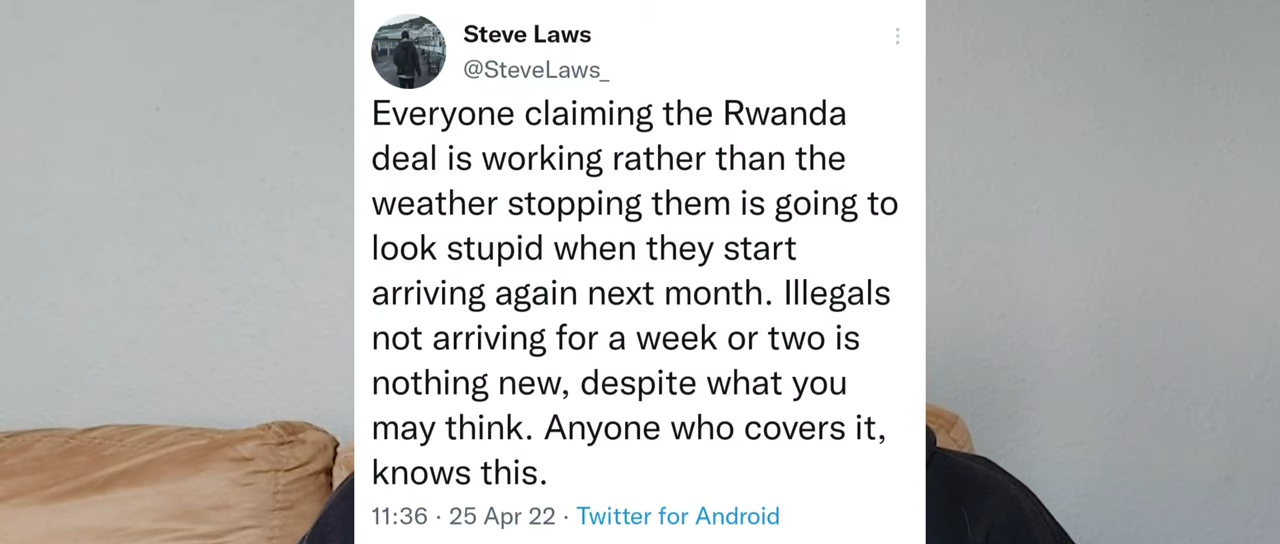 Steve Laws
@SteveLaws_
Everyone claiming the Rwanda
deal is working rather than the
weather stopping them is going to
look stupid when they start
arriving again next month. Illegals
not arriving for a week or two is
nothing new, despite what you
may think. Anyone who covers it,
knows this.
11:36 · 25 Apr 22 · Twitter for Android